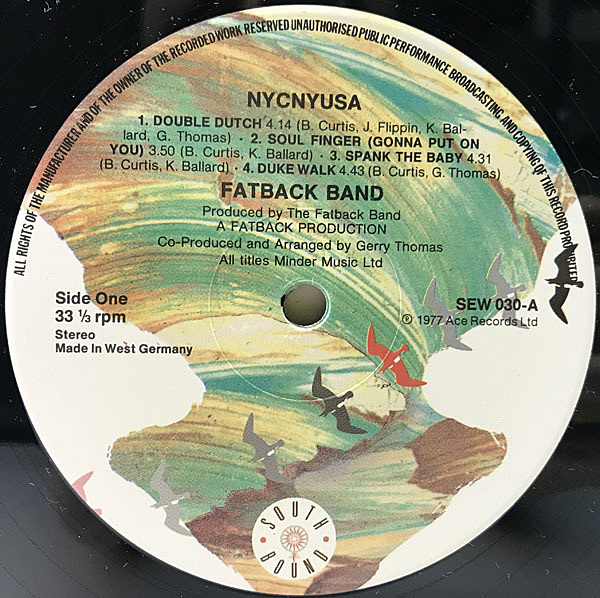 ALL RIGHTS OF THE MANUFACTURER AND OF THE OWNER OF THE RECORDED WORK RESERVED UNAUTHORISED PUBLIC PERFORMANCE BROADCASTING AND COPYING OF THIS RECORD PROHIBITED
NYCNYUSA
1. DOUBLE DUTCH 4.14 (B. Curtis, J. Flippin, K. Bal-
lard, G. Thomas) · 2. SOUL FINGER (GONNA PUT ON
YOU) 3.50 (B. Curtis, K. Ballard) · 3. SPANK THE BABY 4.31
(B. Curtis, K. Ballard) · 4. DUKE WALK 4.43 (B. Curtis, G. Thomas)
FATBACK BAND
Produced by The Fatback Band
A FATBACK PRODUCTION
Co-Produced and Arranged by Gerry Thomas
All titles Minder Music Ltd
Side One
33 ⅓ rpm
Stereo
Made In West Germany
SEW 030-A
℗ 1977 Ace Records Ltd
SOUTH
BOUND